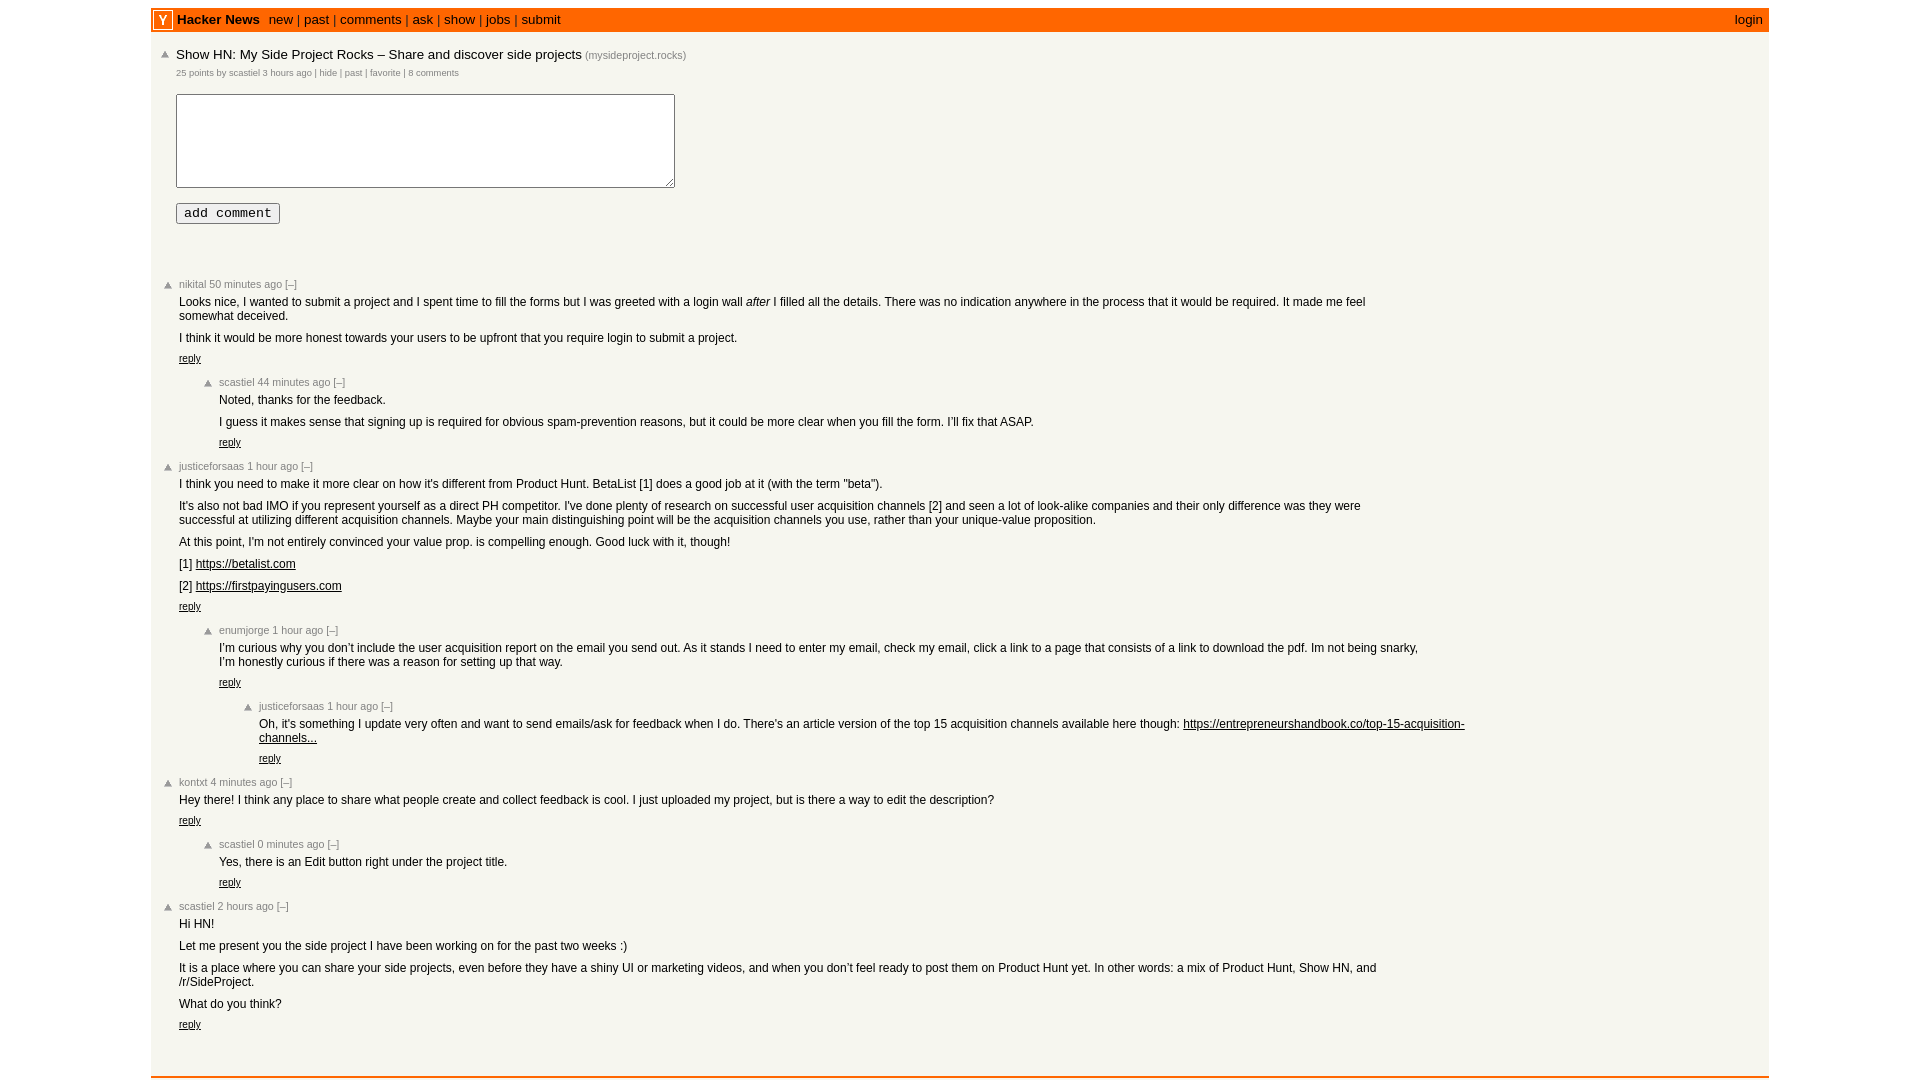 Y Hacker News new | past | comments | ask | show | jobs | submit login
Show HN: My Side Project Rocks – Share and discover side projects (mysideproject.rocks)
25 points by scastiel 3 hours ago | hide | past | favorite | 8 comments
add comment
nikital 50 minutes ago [–]
Looks nice, I wanted to submit a project and I spent time to fill the forms but I was greeted with a login wall after I filled all the details. There was no indication anywhere in the process that it would be required. It made me feel
somewhat deceived.
I think it would be more honest towards your users to be upfront that you require login to submit a project.
reply
scastiel 44 minutes ago [–]
Noted, thanks for the feedback.
I guess it makes sense that signing up is required for obvious spam-prevention reasons, but it could be more clear when you fill the form. I’ll fix that ASAP.
reply
justiceforsaas 1 hour ago [–]
I think you need to make it more clear on how it's different from Product Hunt. BetaList [1] does a good job at it (with the term "beta").
It's also not bad IMO if you represent yourself as a direct PH competitor. I've done plenty of research on successful user acquisition channels [2] and seen a lot of look-alike companies and their only difference was they were
successful at utilizing different acquisition channels. Maybe your main distinguishing point will be the acquisition channels you use, rather than your unique-value proposition.
At this point, I'm not entirely convinced your value prop. is compelling enough. Good luck with it, though!
[1] https://betalist.com
[2] https://firstpayingusers.com
reply
enumjorge 1 hour ago [–]
I’m curious why you don’t include the user acquisition report on the email you send out. As it stands I need to enter my email, check my email, click a link to a page that consists of a link to download the pdf. Im not being snarky,
I’m honestly curious if there was a reason for setting up that way.
reply
justiceforsaas 1 hour ago [–]
Oh, it's something I update very often and want to send emails/ask for feedback when I do. There's an article version of the top 15 acquisition channels available here though: https://entrepreneurshandbook.co/top-15-acquisition-
channels...
reply
kontxt 4 minutes ago [–]
Hey there! I think any place to share what people create and collect feedback is cool. I just uploaded my project, but is there a way to edit the description?
reply
scastiel 0 minutes ago [–]
Yes, there is an Edit button right under the project title.
reply
scastiel 2 hours ago [–]
Hi HN!
Let me present you the side project I have been working on for the past two weeks :)
It is a place where you can share your side projects, even before they have a shiny UI or marketing videos, and when you don’t feel ready to post them on Product Hunt yet. In other words: a mix of Product Hunt, Show HN, and
/r/SideProject.
What do you think?
reply